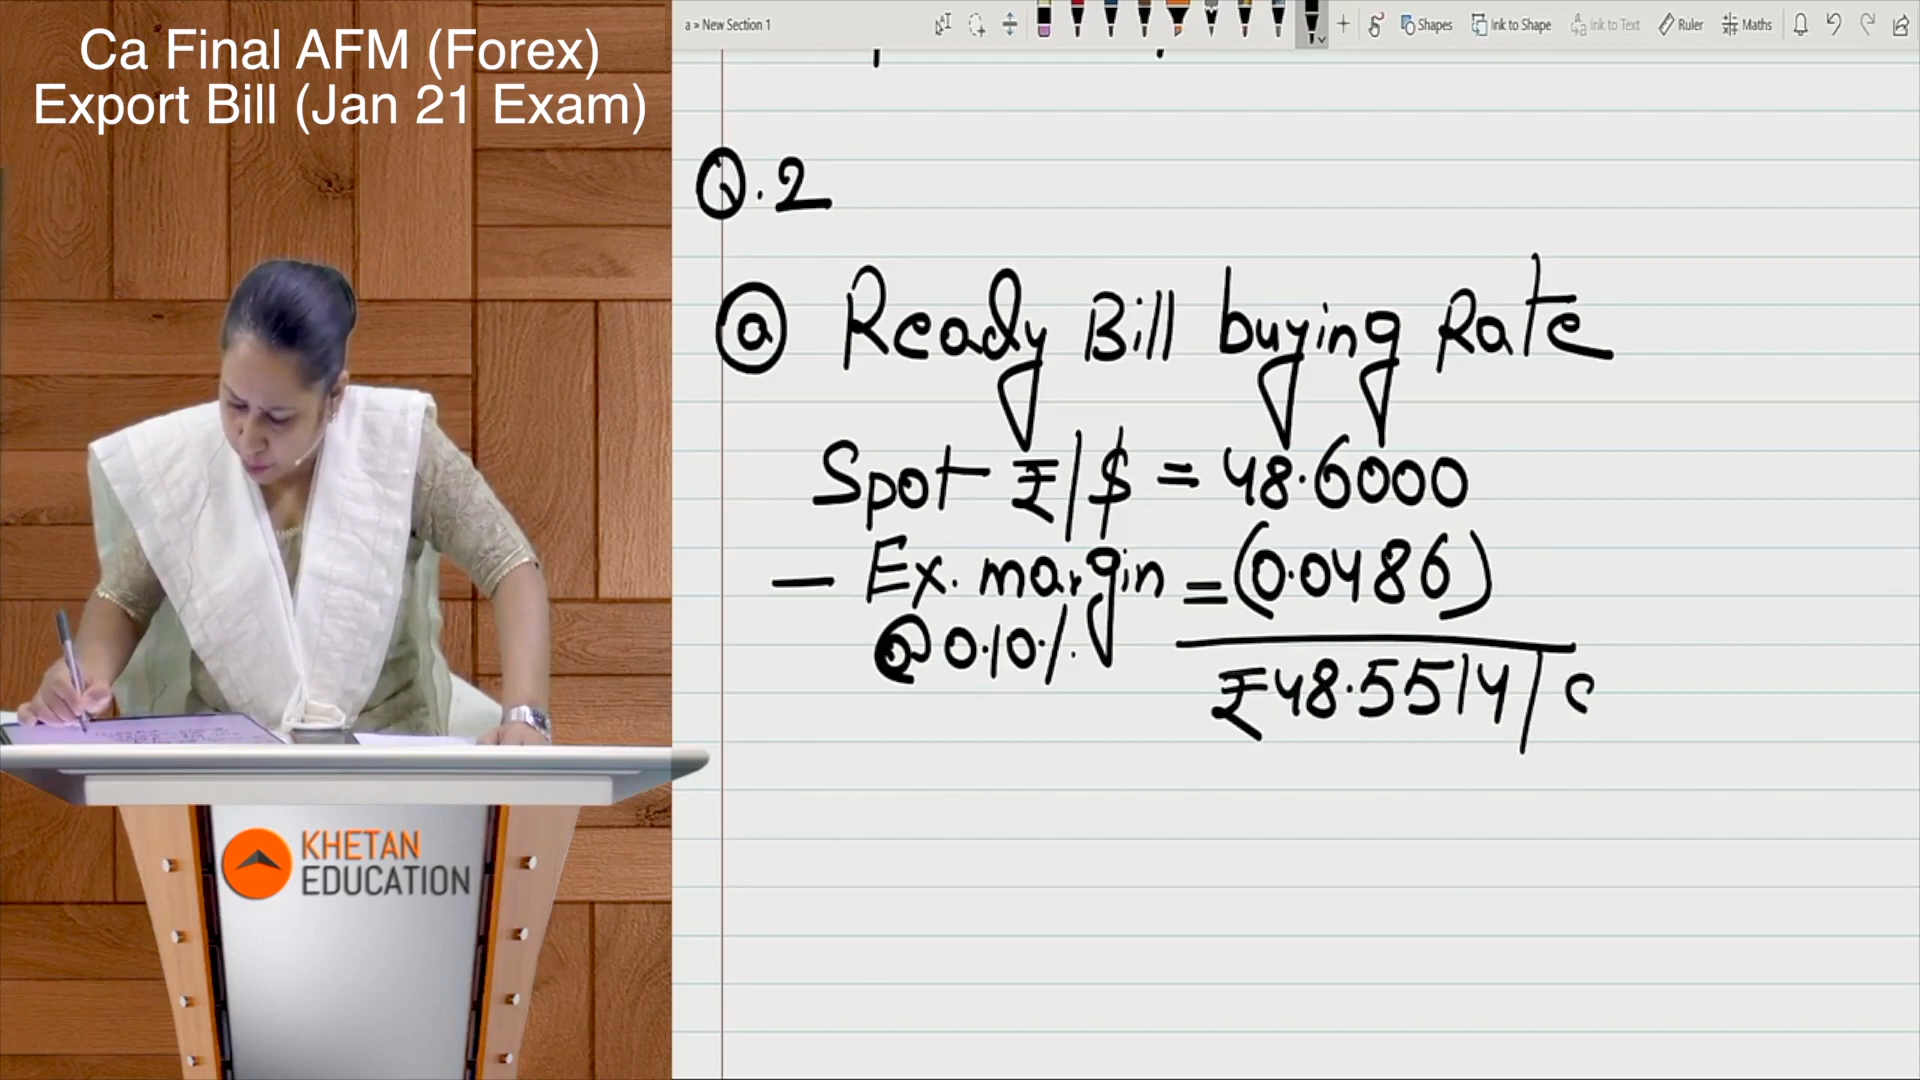 Ca Final AFM (Forex)
Export Bill (Jan 21 Exam)
a » New Section 1
Shapes
Ink to Shape
Ink to Text
Ruler
Maths
Q.2
(a) Ready Bill buying Rate
Spot ₹/$ = 48.6000
— Ex. margin = (0.0486)
@ 0.10%
₹48.5514/
KHETAN
EDUCATION